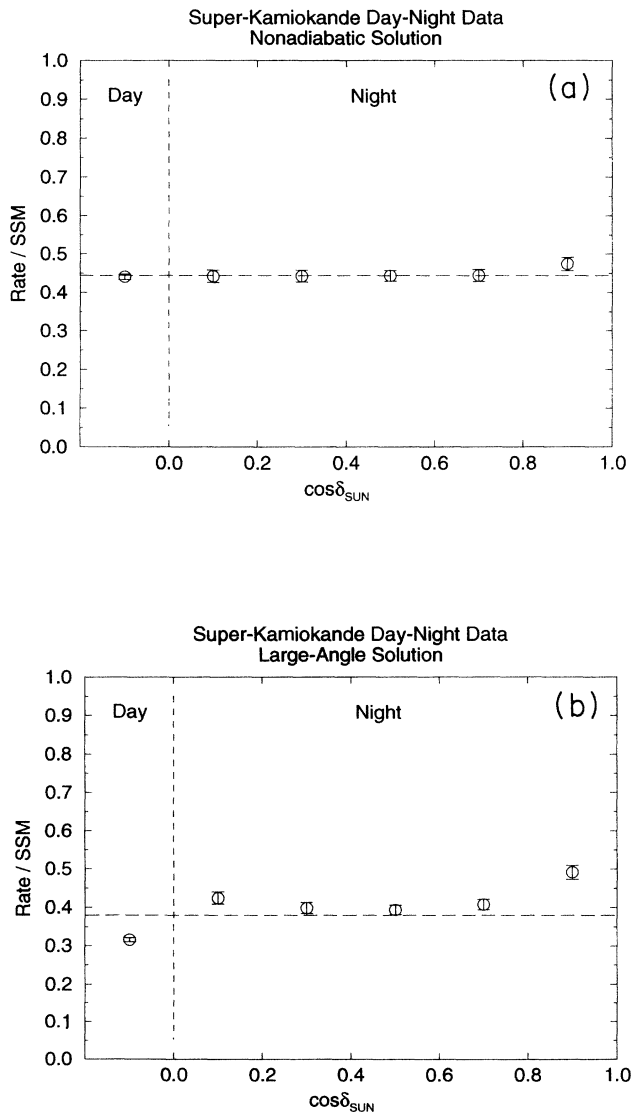 Super-Kamiokande Day-Night Data
Nonadiabatic Solution
1.0
0.9
0.8
0.7
0.6
0.5
0.4
0.3
0.2
0.1
0.0
Rate / SSM
Day
Night
(a)
0.0 0.2 0.4 0.6 0.8 1.0
cosδSUN
Super-Kamiokande Day-Night Data
Large-Angle Solution
1.0
0.9
0.8
0.7
0.6
0.5
0.4
0.3
0.2
0.1
0.0
Rate / SSM
Day
Night
(b)
0.0 0.2 0.4 0.6 0.8 1.0
cosδSUN